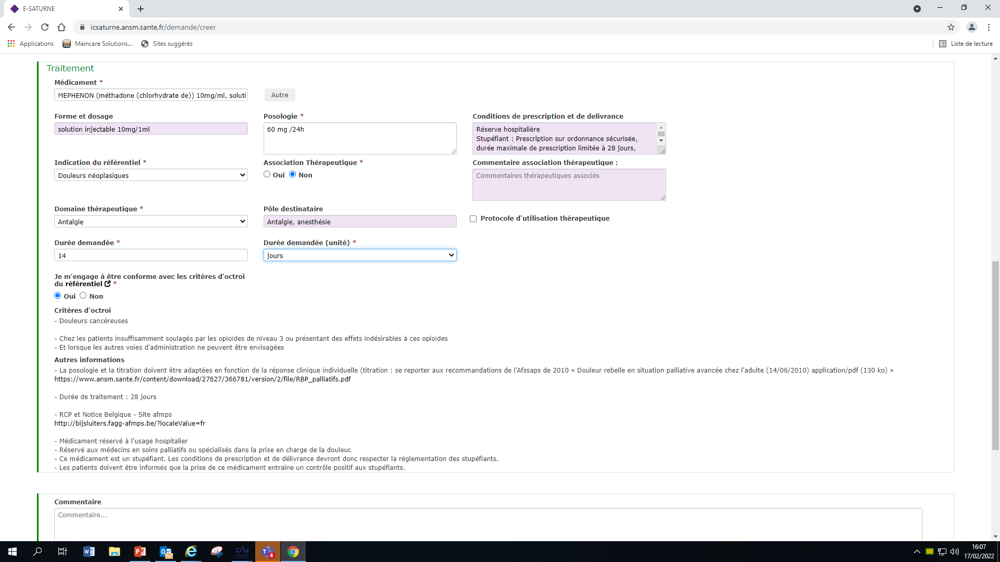 E-SATURNE
icsaturne.ansm.sante.fr/demande/creer
Applications
Maincare Solutions...
Sites suggérés
Liste de lecture
Traitement
Médicament *
MEPHENON (méthadone (chlorhydrate de)) 10mg/ml, soluti
Autre
Forme et dosage
Posologie *
Conditions de prescription et de delivrance
solution injectable 10mg/1ml
60 mg /24h
Réserve hospitalière
Stupéfiant : Prescription sur ordonnance sécurisée,
durée maximale de prescription limitée à 28 jours,
Indication du référentiel *
Association Thérapeutique *
Commentaire association thérapeutique :
Douleurs néoplasiques
Oui Non
Commentaires thérapeutiques associés
Domaine thérapeutique *
Pôle destinataire
Antalgie
Antalgie, anesthésie
Protocole d'utilisation thérapeutique
Durée demandée *
Durée demandée (unité) *
14
jours
Je m'engage à être conforme avec les critères d'octroi
du référentiel *
Oui Non
Critères d'octroi
- Douleurs cancéreuses
- Chez les patients insuffisamment soulagés par les opioïdes de niveau 3 ou présentant des effets indésirables à ces opioïdes
- Et lorsque les autres voies d'administration ne peuvent être envisagées
Autres informations
- La posologie et la titration doivent être adaptées en fonction de la réponse clinique individuelle (titration : se reporter aux recommandations de l'Afssaps de 2010 « Douleur rebelle en situation palliative avancée chez l'adulte (14/06/2010) application/pdf (130 ko) »
https://www.ansm.sante.fr/content/download/27627/366781/version/2/file/RBP_palliatifs.pdf
- Durée de traitement : 28 jours
- RCP et Notice Belgique - Site afmps
http://bijsluiters.fagg-afmps.be/?localeValue=fr
- Médicament réservé à l'usage hospitalier
- Réservé aux médecins en soins palliatifs ou spécialisés dans la prise en charge de la douleur.
- Ce médicament est un stupéfiant. Les conditions de prescription et de délivrance devront donc respecter la réglementation des stupéfiants.
- Les patients doivent être informés que la prise de ce médicament entraine un contrôle positif aux stupéfiants.
Commentaire
Commentaire...
16:07
17/02/2022